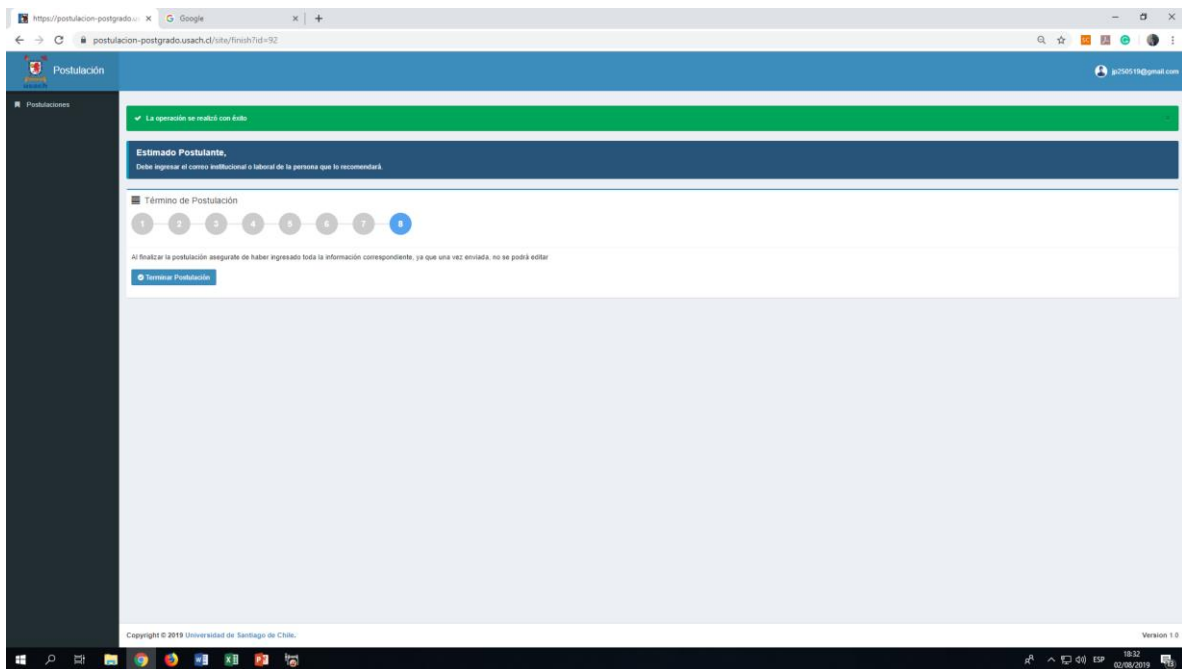 https://postulacion-postgrado.u
Google
postulacion-postgrado.usach.cl/site/finish?id=92
Postulación
jp250519@gmail.com
Postulaciones
La operación se realizó con éxito
Estimado Postulante,
Debe ingresar el correo institucional o laboral de la persona que lo recomendará.
Término de Postulación
1 2 3 4 5 6 7 8
Al finalizar la postulación asegurate de haber ingresado toda la información correspondiente, ya que una vez enviada, no se podrá editar
Terminar Postulación
Copyright © 2019 Universidad de Santiago de Chile.
Version 1.0
ESP
18:32
02/08/2019